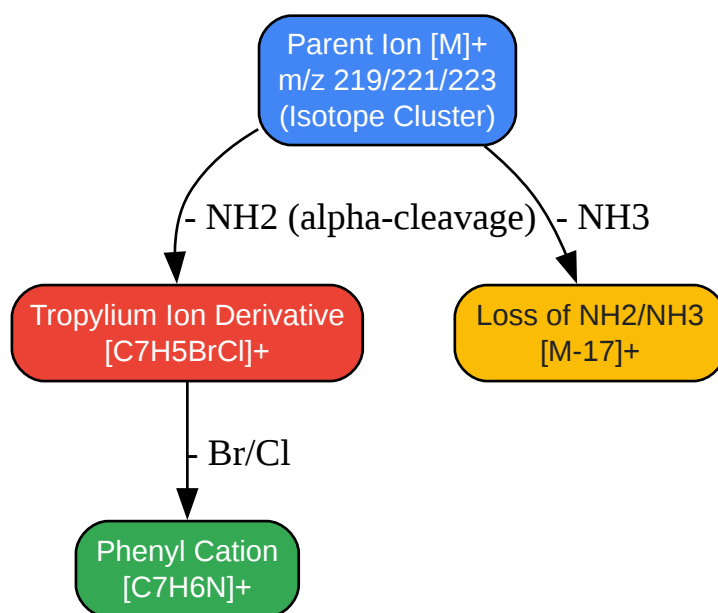 Parent Ion [M]+
m/z 219/221/223
(Isotope Cluster)
- NH2 (alpha-cleavage)
- NH3
Tropylium Ion Derivative
[C7H5BrCl]+
Loss of NH2/NH3
[M-17]+
- Br/Cl
Phenyl Cation
[C7H6N]+